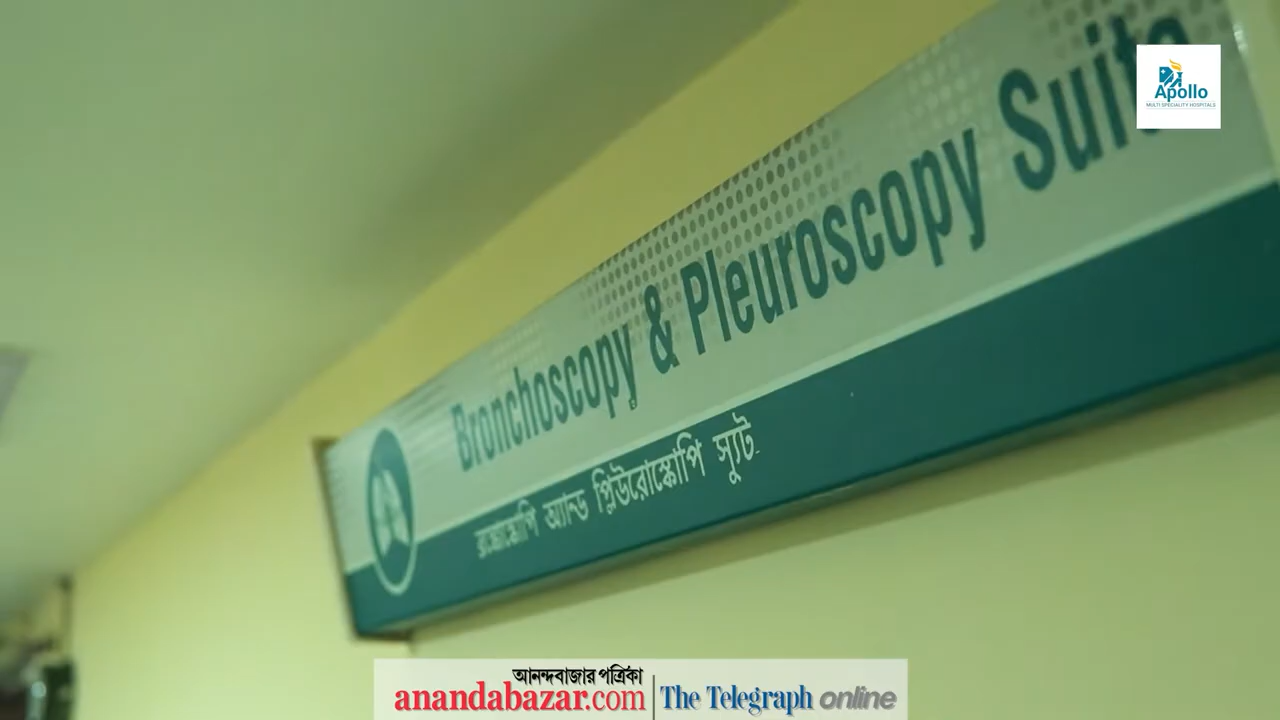 Bronchoscopy & Pleuroscopy Suite
ব্রঙ্কোস্কোপি অ্যান্ড প্লিউরোস্কোপি স্যুট
Apollo
MULTI SPECIALITY HOSPITALS
আনন্দবাজার পত্রিকা
anandabazar.com
The Telegraph online